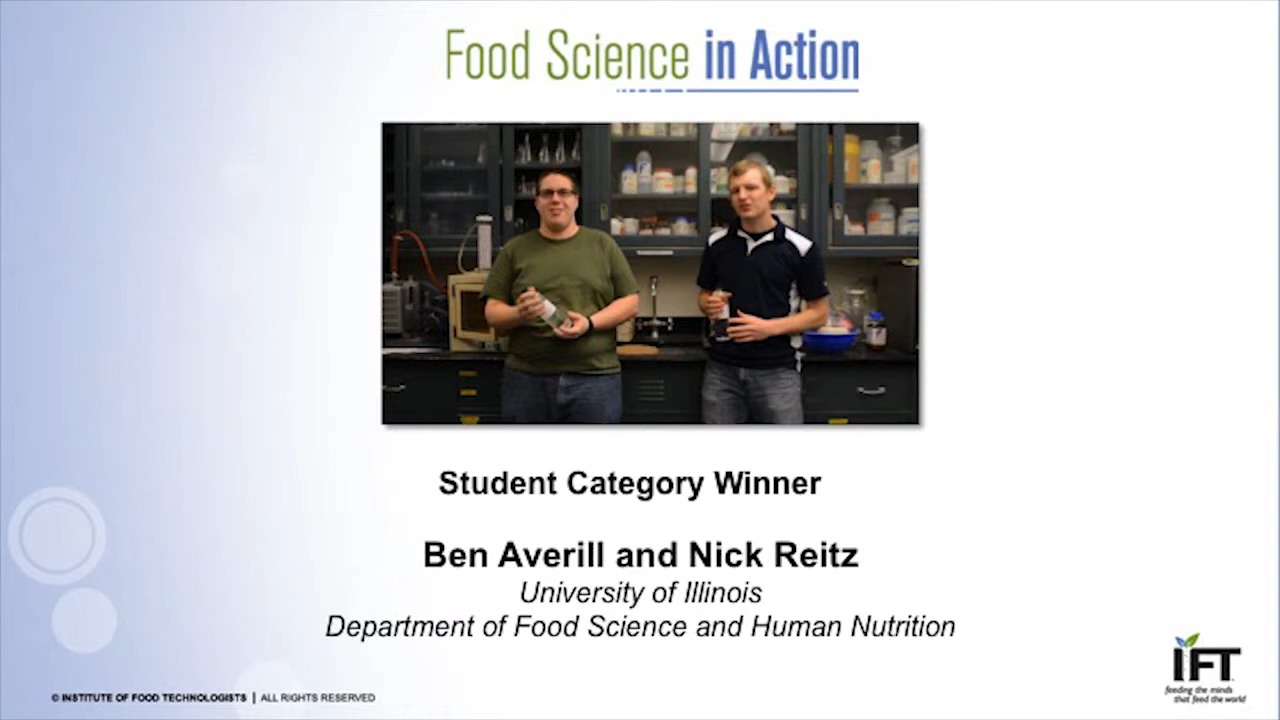 Food Science in Action
Student Category Winner
Ben Averill and Nick Reitz
University of Illinois
Department of Food Science and Human Nutrition
IFT
feeding the minds
that feed the world
© INSTITUTE OF FOOD TECHNOLOGISTS | ALL RIGHTS RESERVED